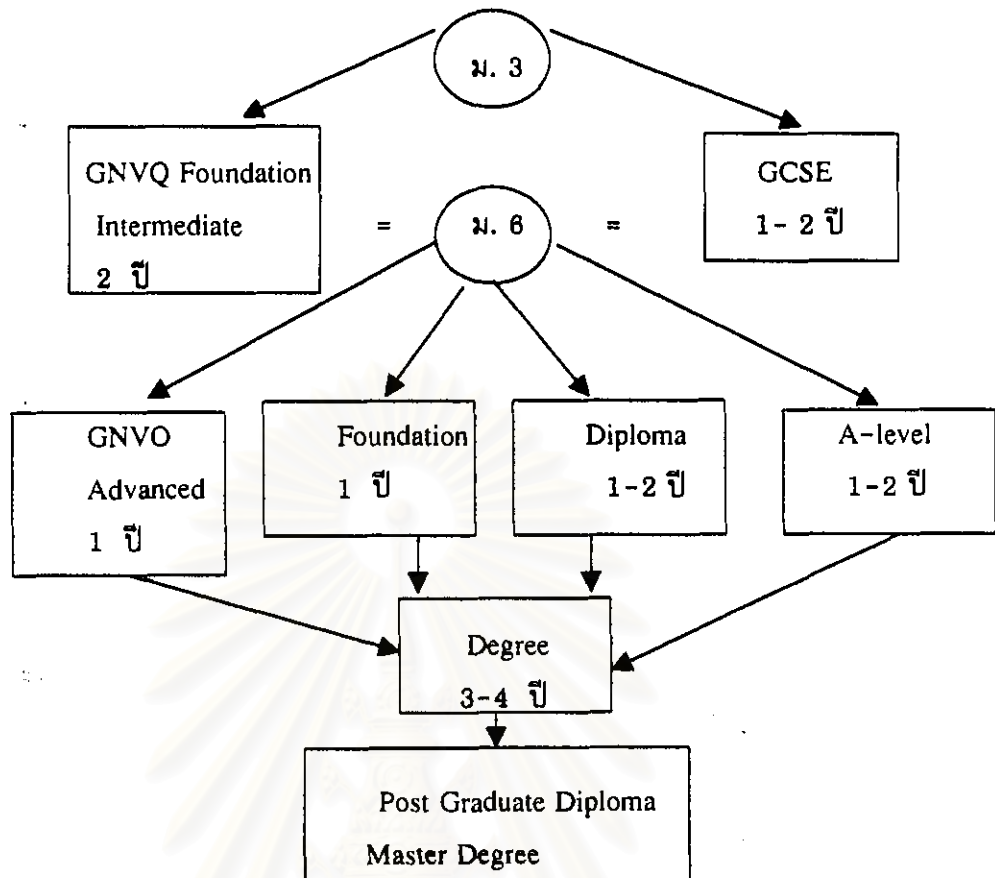 ม. 3
GNVQ Foundation
Intermediate
2 ปี
=
ม. 6
=
GCSE
1- 2 ปี
GNVO
Advanced
1 ปี
Foundation
1 ปี
Diploma
1-2 ปี
A-level
1-2 ปี
Degree
3-4 ปี
Post Graduate Diploma
Master Degree